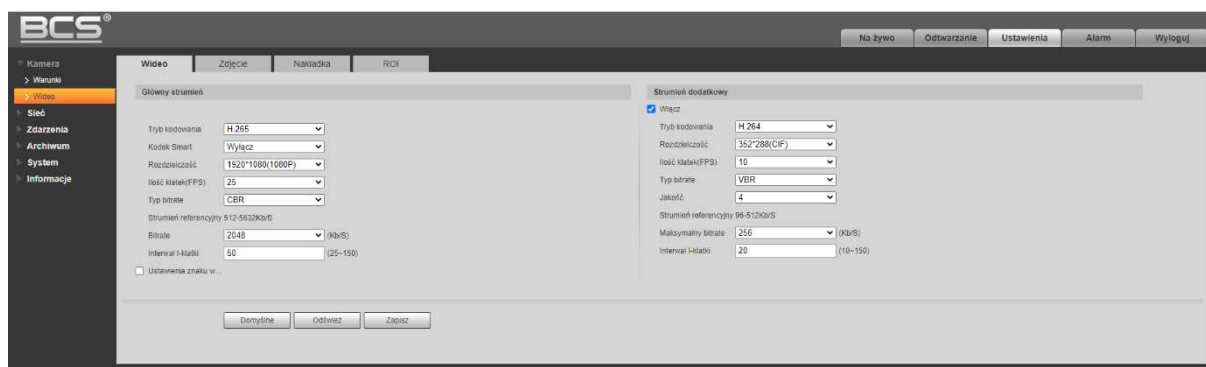 BCS®
Na żywo Odtwarzanie Ustawienia Alarm Wyloguj
Kamera
> Warunki
> Wideo
Sieć
Zdarzenia
Archiwum
System
Informacje
Wideo Zdjęcie Nakładka ROI
Główny strumień
Tryb kodowania H.265
Kodek Smart Wyłącz
Rozdzielczość 1920*1080(1080P)
Ilość klatek(FPS) 25
Typ bitrate CBR
Strumień referencyjny 512-5632Kb/S
Bitrate 2048 (Kb/S)
Interwał I-klatki 50 (25~150)
Ustawienia znaku w...
Strumień dodatkowy
Włącz
Tryb kodowania H.264
Rozdzielczość 352*288(CIF)
Ilość klatek(FPS) 10
Typ bitrate VBR
Jakość 4
Strumień referencyjny 96-512Kb/S
Maksymalny bitrate 256 (Kb/S)
Interwał I-klatki 20 (10~150)
Domyślne Odśwież Zapisz